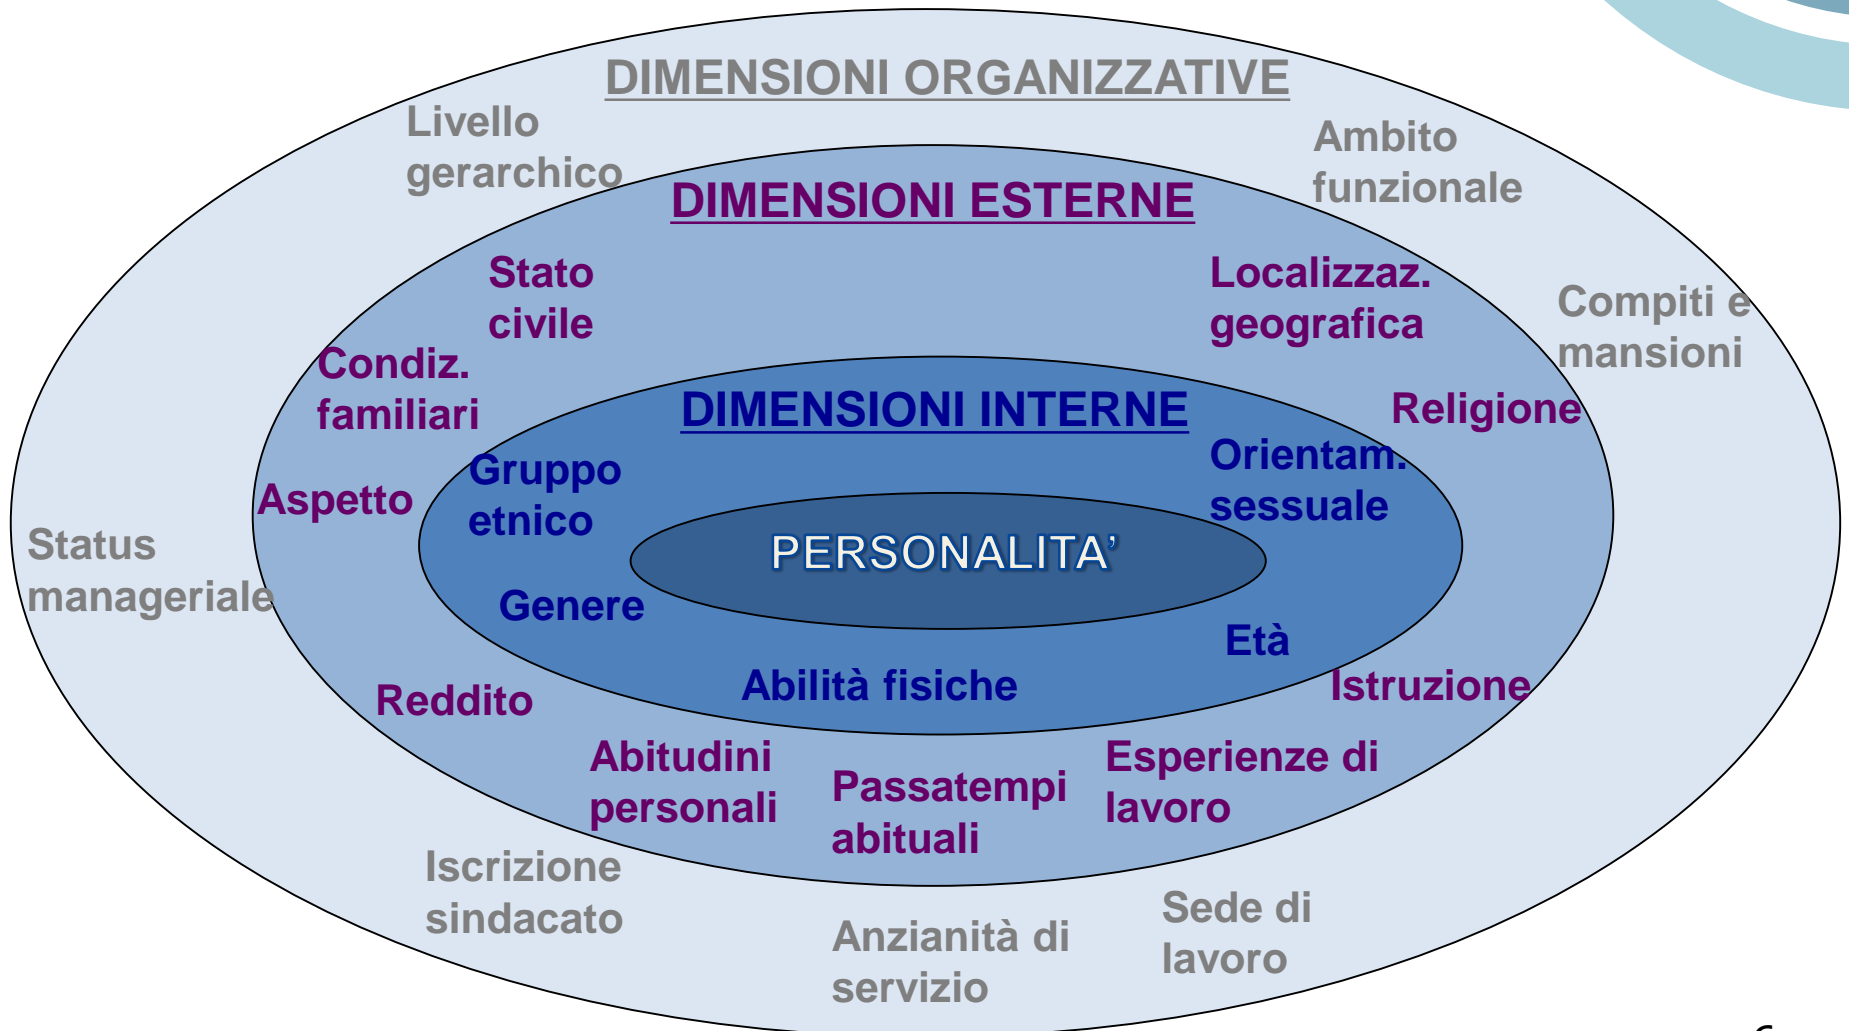 DIMENSIONI ORGANIZZATIVE
Livello
gerarchico
Ambito
funzionale
DIMENSIONI ESTERNE
Stato
civile
Localizzaz.
geografica
Compiti e
mansioni
Condiz.
familiari
DIMENSIONI INTERNE
Religione
Gruppo
etnico
Orientam.
sessuale
Aspetto
Status
manageriale
PERSONALITA’
Genere
Età
Abilità fisiche
Istruzione
Reddito
Abitudini
personali
Passatempi
abituali
Esperienze di
lavoro
Iscrizione
sindacato
Anzianità di
servizio
Sede di
lavoro